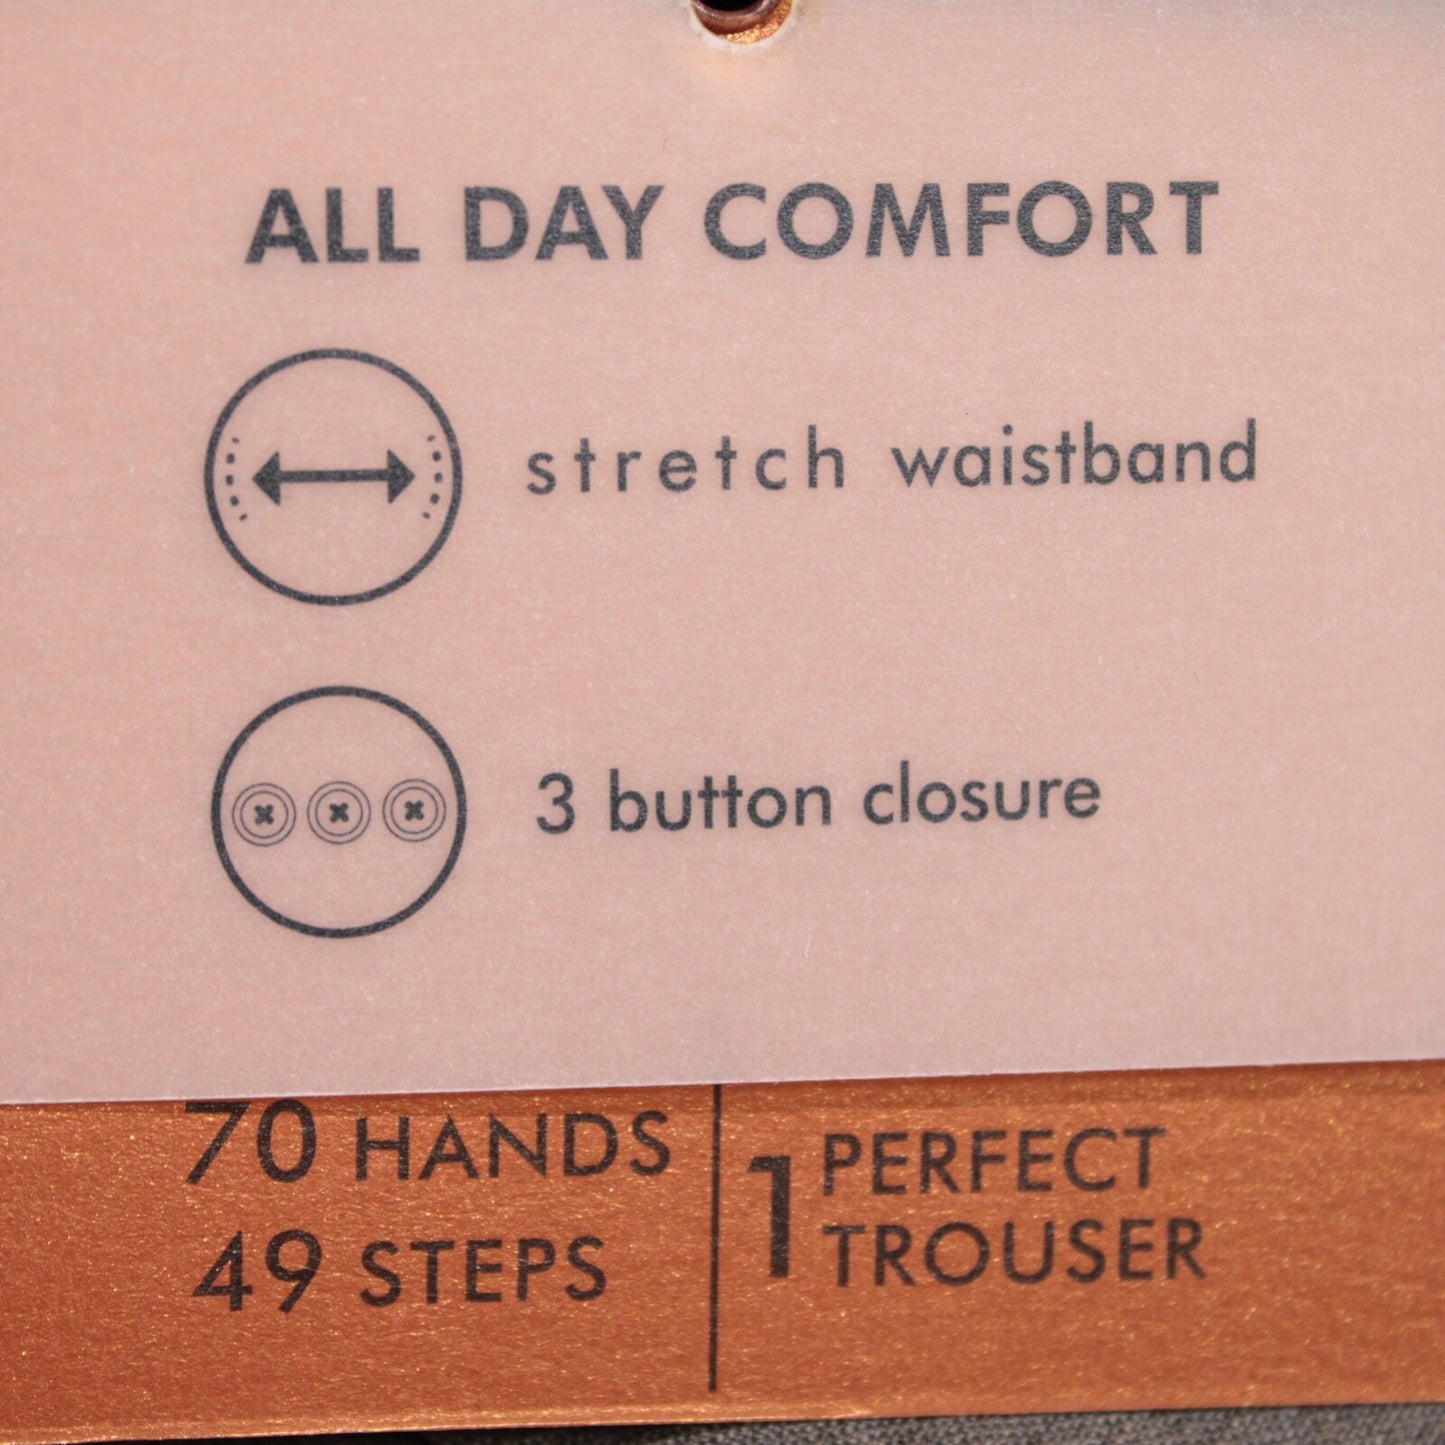 ALL DAY COMFORT
stretch waistband
3 button closure
70 HANDS
49 STEPS
1 PERFECT
TROUSER